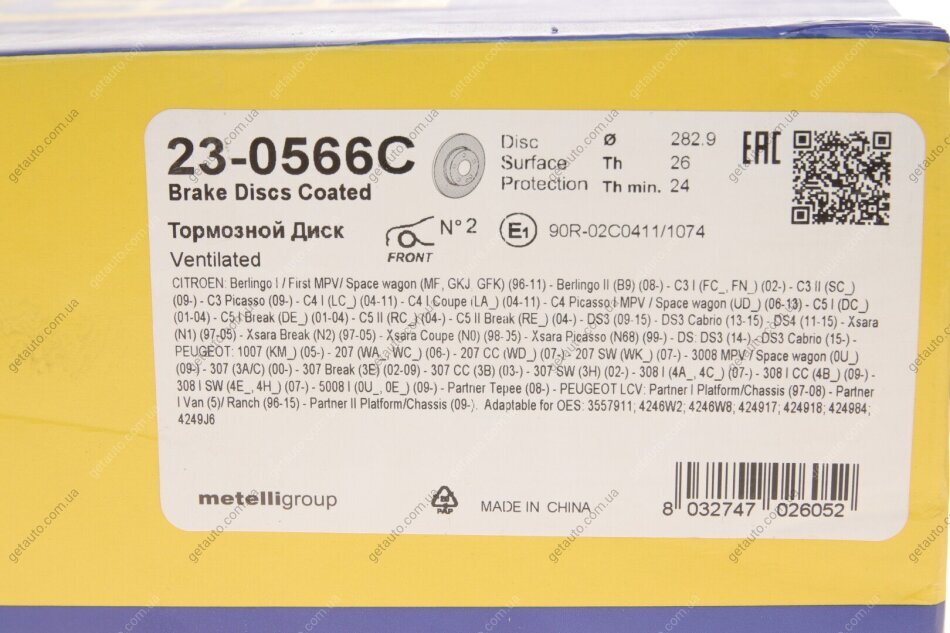 23-0566C
Brake Discs Coated
Disc Ø 282.9
Surface Th 26
Protection Th min. 24
EAC
Тормозной Диск
Ventilated
FRONT
N° 2
E1
90R-02C0411/1074
CITROEN: Berlingo I / First MPV/ Space wagon (MF, GKJ, GFK) (96-11) - Berlingo II (B9) (08-) - C3 I (FC_, FN_) (02-) - C3 II (SC_)
(09-) - C3 Picasso (09-) - C4 I (LC_) (04-11) - C4 I Coupe (LA_) (04-11) - C4 Picasso I MPV / Space wagon (UD_) (06-13) - C5 I (DC_)
(01-04) - C5 I Break (DE_) (01-04) - C5 II (RC_) (04-) - C5 II Break (RE_) (04-) - DS3 (09-15) - DS3 Cabrio (13-15) - DS4 (11-15) - Xsara
(N1) (97-05) - Xsara Break (N2) (97-05) - Xsara Coupe (N0) (98-05) - Xsara Picasso (N68) (99-) - DS: DS3 (14-) - DS3 Cabrio (15-) -
PEUGEOT: 1007 (KM_) (05-) - 207 (WA_, WC_) (06-) - 207 CC (WD_) (07-) - 207 SW (WK_) (07-) - 3008 MPV / Space wagon (0U_)
(09-) - 307 (3A/C) (00-) - 307 Break (3E) (02-09) - 307 CC (3B) (03-) - 307 SW (3H) (02-) - 308 I (4A_, 4C_) (07-) - 308 I CC (4B_) (09-) -
308 I SW (4E_, 4H_) (07-) - 5008 I (0U_, 0E_) (09-) - Partner Tepee (08-) - PEUGEOT LCV: Partner I Platform/Chassis (97-08) - Partner
I Van (5)/ Ranch (96-15) - Partner II Platform/Chassis (09-). Adaptable for OES: 3557911; 4246W2; 4246W8; 424917; 424918; 424984;
4249J6
metelligroup
PAP
MADE IN CHINA
8 032747 026052
getauto.com.ua